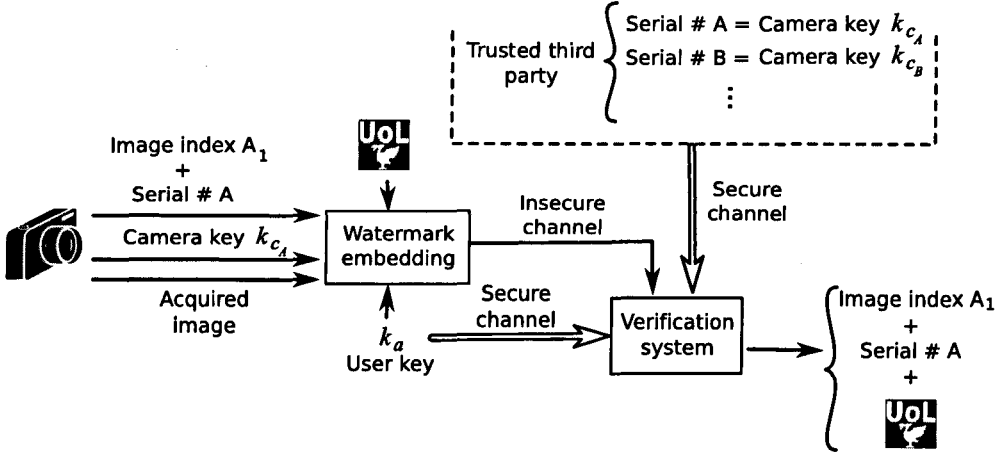 Trusted third
party
Serial # A = Camera key k_{c_A}
Serial # B = Camera key k_{c_B}
⋮
Image index A₁
+
Serial # A
UoL
Camera key k_{c_A}
Acquired
image
Watermark
embedding
k_a
User key
Insecure
channel
Secure
channel
Secure
channel
Verification
system
Image index A₁
+
Serial # A
+
UoL